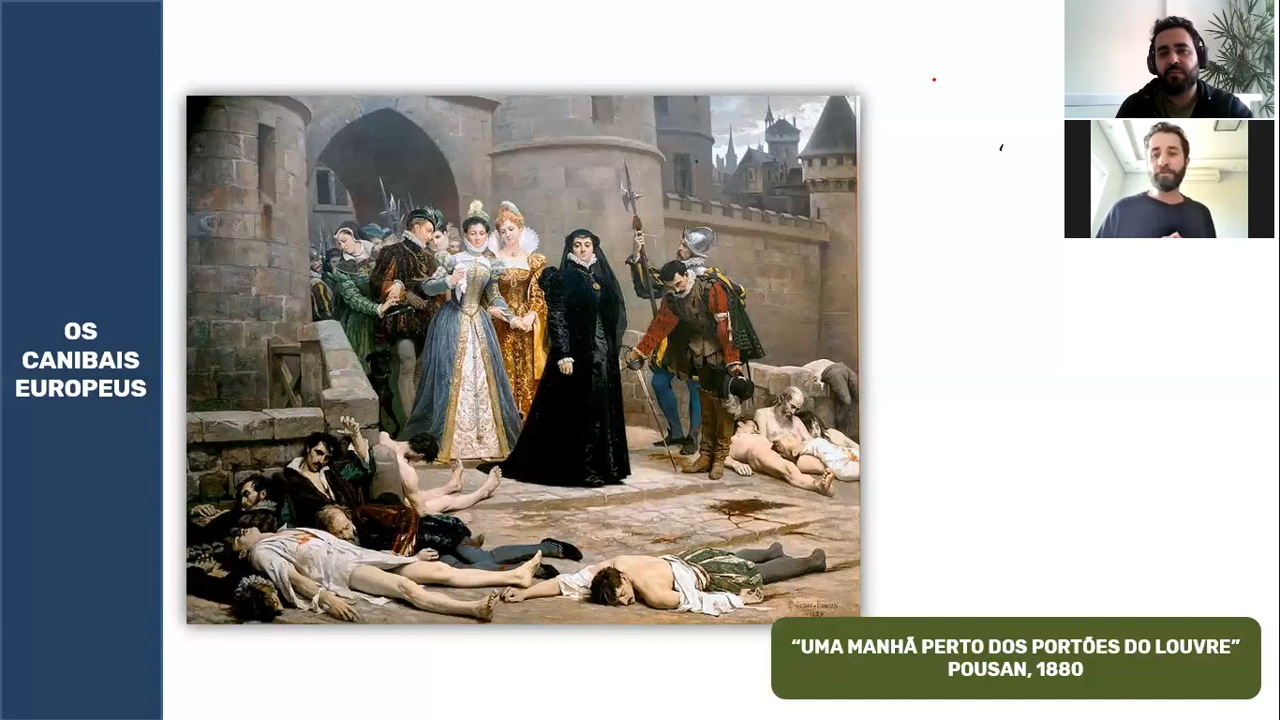 OS
CANIBAIS
EUROPEUS
“UMA MANHÃ PERTO DOS PORTÕES DO LOUVRE”
POUSAN, 1880